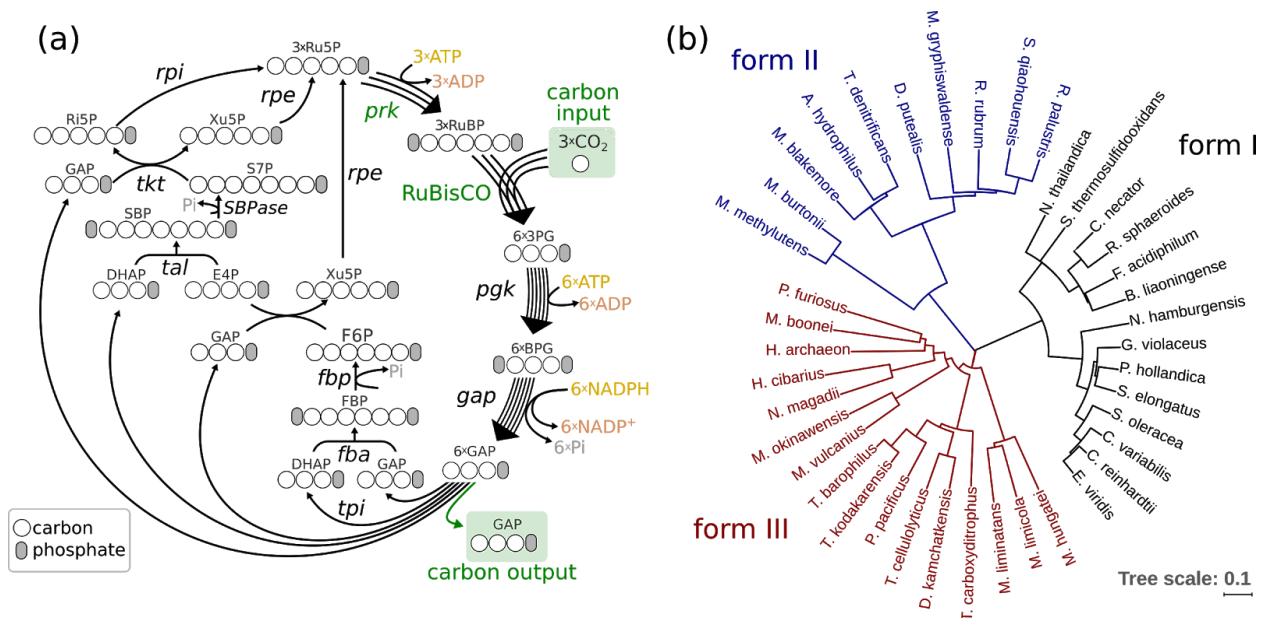 (a)
3×Ru5P
3×ATP
3×ADP
rpi
rpe
prk
carbon
input
3×CO2
Ri5P
Xu5P
3×RuBP
GAP
tkt
S7P
rpe
RuBisCO
Pi
SBPase
SBP
6×3PG
tal
DHAP
E4P
Xu5P
pgk
6×ATP
6×ADP
GAP
F6P
6×BPG
fbp
Pi
gap
6×NADPH
FBP
6×NADP+
6×Pi
fba
6×GAP
DHAP
GAP
tpi
GAP
carbon output
carbon
phosphate
(b)
form II
form I
form III
M. methylutens
M. burtonii
M. blakemore
A. hydrophilus
T. denitrificans
D. putealis
M. gryphiswaldense
R. rubrum
S. qiaohouensis
R. palustris
N. thailandica
S. thermosulfidooxidans
C. necator
R. sphaeroides
F. acidiphilum
B. liaoningense
N. hamburgensis
G. violaceus
P. hollandica
S. elongatus
S. oleracea
C. variabilis
C. reinhardtii
E. viridis
P. furiosus
M. boonei
H. archaeon
H. cibarius
N. magadii
M. okinawensis
M. vulcanius
T. barophilus
T. kodakarensis
P. pacificus
T. cellulolyticus
D. kamchatkensis
T. carboxyditrophus
M. liminatans
M. limicola
M. hungatei
Tree scale: 0.1